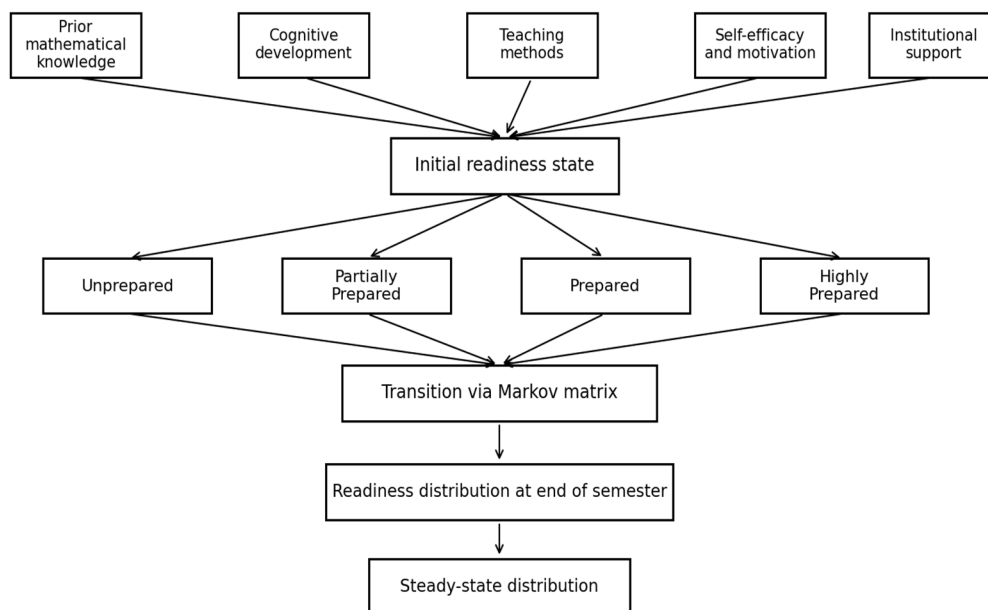 Prior
mathematical
knowledge
Cognitive
development
Teaching
methods
Self-efficacy
and motivation
Institutional
support
Initial readiness state
Unprepared
Partially
Prepared
Prepared
Highly
Prepared
Transition via Markov matrix
Readiness distribution at end of semester
Steady-state distribution